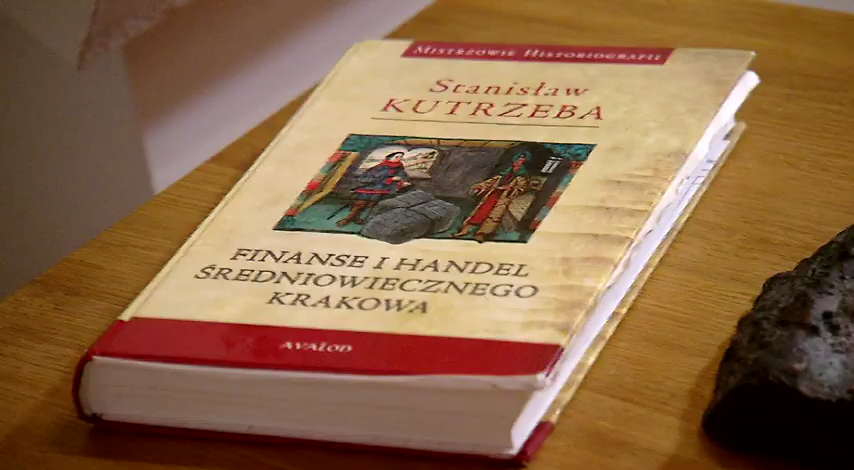 Mistrzowie Historiografii
Stanisław
KUTRZEBA
FINANSE I HANDEL
ŚREDNIOWIECZNEGO
KRAKOWA
AVALON